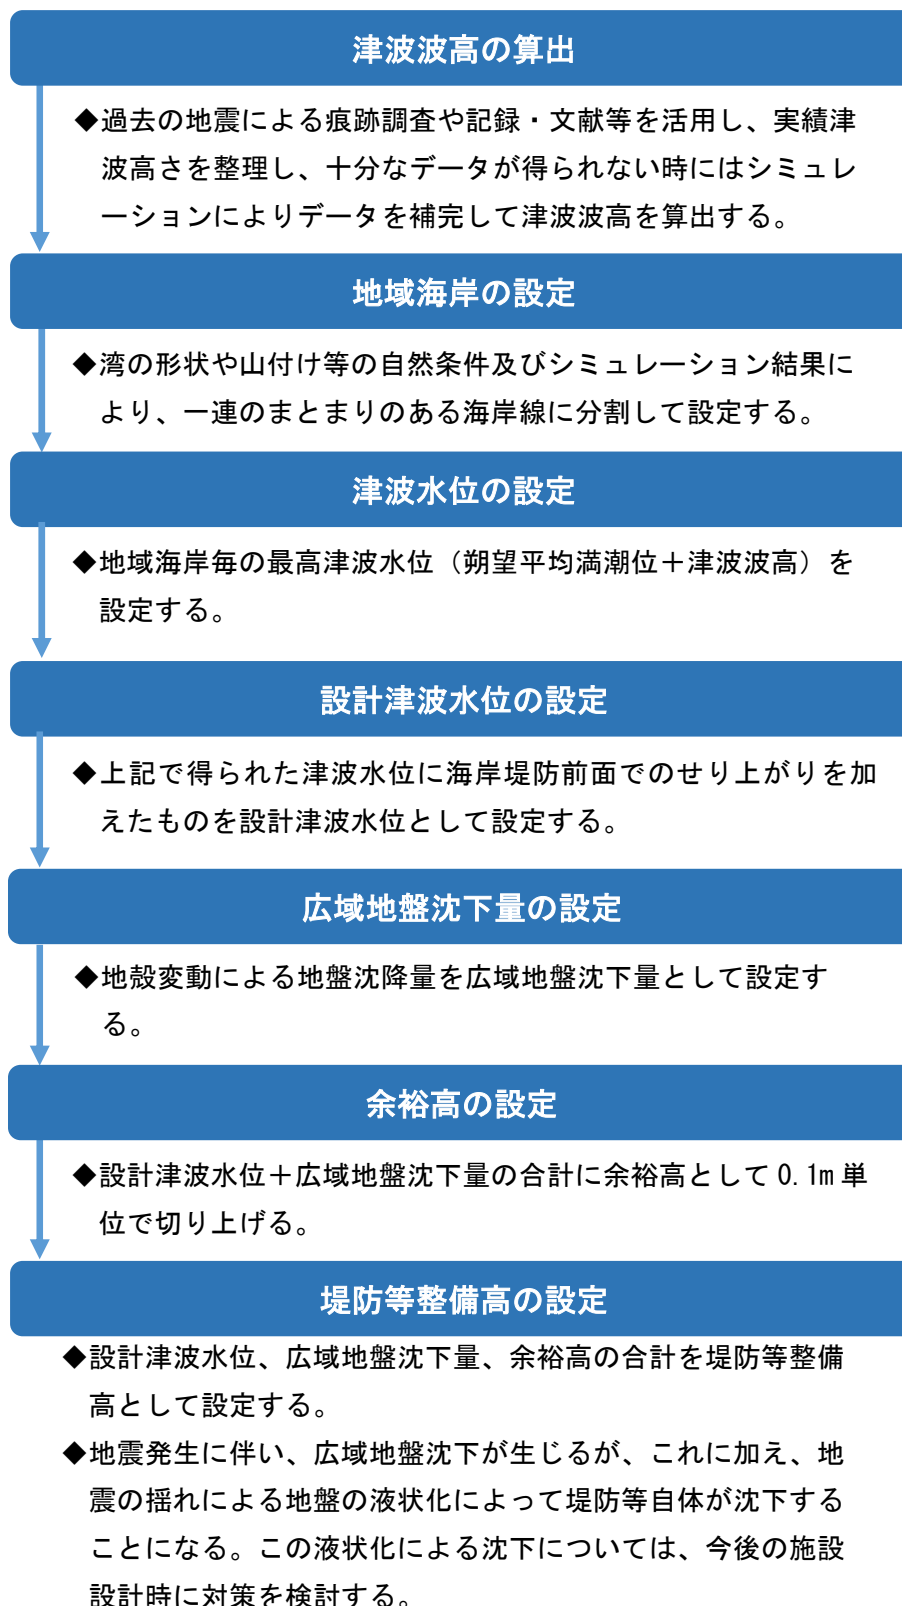 津波波高の算出
◆過去の地震による痕跡調査や記録・文献等を活用し、実績津
波高さを整理し、十分なデータが得られない時にはシミュレ
ーションによりデータを補完して津波波高を算出する。
地域海岸の設定
◆湾の形状や山付け等の自然条件及びシミュレーション結果に
より、一連のまとまりのある海岸線に分割して設定する。
津波水位の設定
◆地域海岸毎の最高津波水位（朔望平均満潮位＋津波波高）を
設定する。
設計津波水位の設定
◆上記で得られた津波水位に海岸堤防前面でのせり上がりを加
えたものを設計津波水位として設定する。
広域地盤沈下量の設定
◆地殻変動による地盤沈降量を広域地盤沈下量として設定す
る。
余裕高の設定
◆設計津波水位＋広域地盤沈下量の合計に余裕高として 0.1m 単
位で切り上げる。
堤防等整備高の設定
◆設計津波水位、広域地盤沈下量、余裕高の合計を堤防等整備
高として設定する。
◆地震発生に伴い、広域地盤沈下が生じるが、これに加え、地
震の揺れによる地盤の液状化によって堤防等自体が沈下する
ことになる。この液状化による沈下については、今後の施設
設計時に対策を検討する。